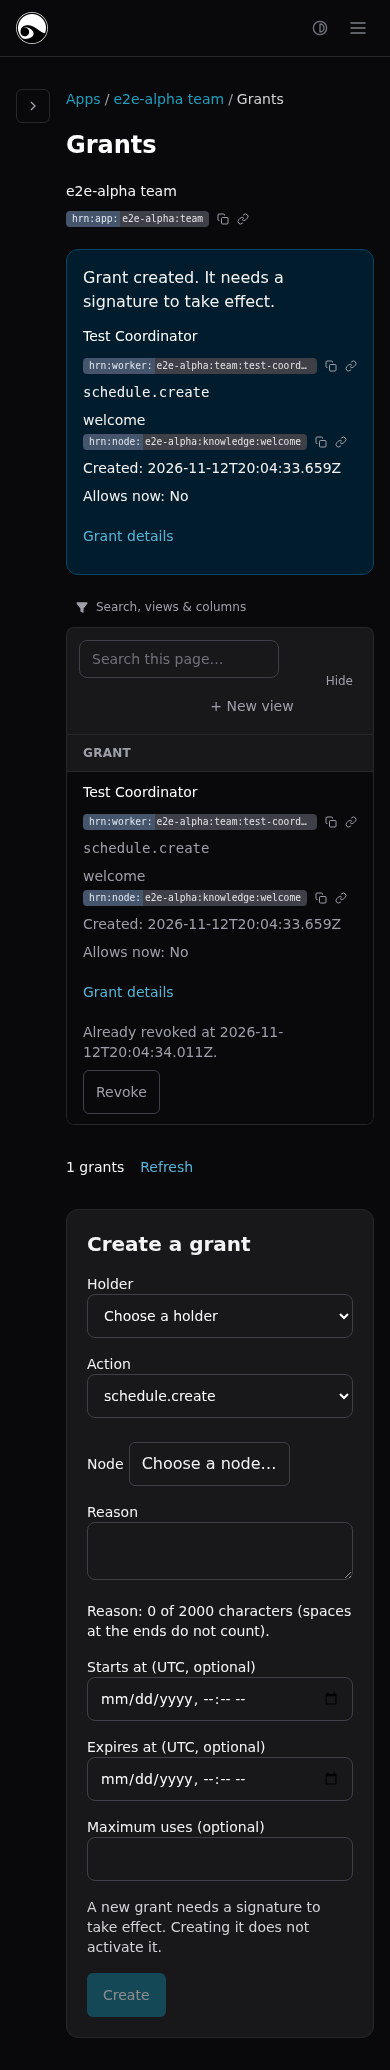 Apps / e2e-alpha team / Grants
Grants
e2e-alpha team
hrn:app: e2e-alpha:team
Grant created. It needs a
signature to take effect.
Test Coordinator
hrn:worker: e2e-alpha:team:test-coord…
schedule.create
welcome
hrn:node: e2e-alpha:knowledge:welcome
Created: 2026-11-12T20:04:33.659Z
Allows now: No
Grant details
Search, views & columns
Search this page…
Hide
+ New view
GRANT
Test Coordinator
hrn:worker: e2e-alpha:team:test-coord…
schedule.create
welcome
hrn:node: e2e-alpha:knowledge:welcome
Created: 2026-11-12T20:04:33.659Z
Allows now: No
Grant details
Already revoked at 2026-11-
12T20:04:34.011Z.
Revoke
1 grants Refresh
Create a grant
Holder
Choose a holder
Action
schedule.create
Node Choose a node…
Reason
Reason: 0 of 2000 characters (spaces
at the ends do not count).
Starts at (UTC, optional)
mm/dd/yyyy, --:-- --
Expires at (UTC, optional)
mm/dd/yyyy, --:-- --
Maximum uses (optional)
A new grant needs a signature to
take effect. Creating it does not
activate it.
Create